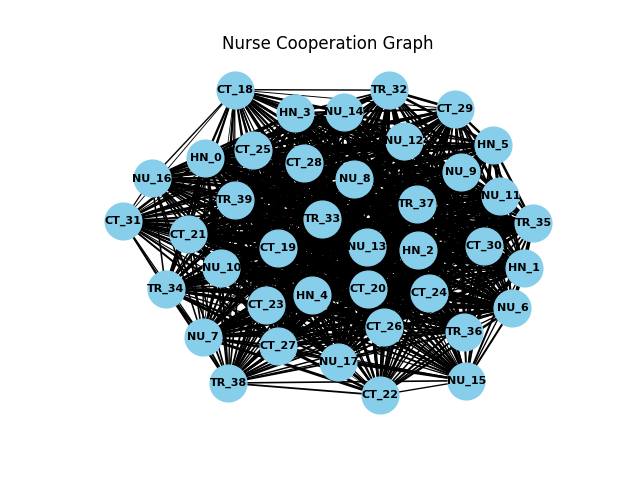 Nurse Cooperation Graph
CT_18
TR_32
CT_29
HN_3
NU_14
NU_12
HN_5
CT_25
HN_0
CT_28
NU_9
NU_16
NU_8
NU_11
TR_39
TR_37
CT_31
TR_33
TR_35
CT_21
CT_19
NU_13
HN_2
CT_30
NU_10
HN_1
TR_34
CT_23
HN_4
CT_20
CT_24
NU_6
NU_7
CT_26
TR_36
CT_27
NU_17
TR_38
NU_15
CT_22